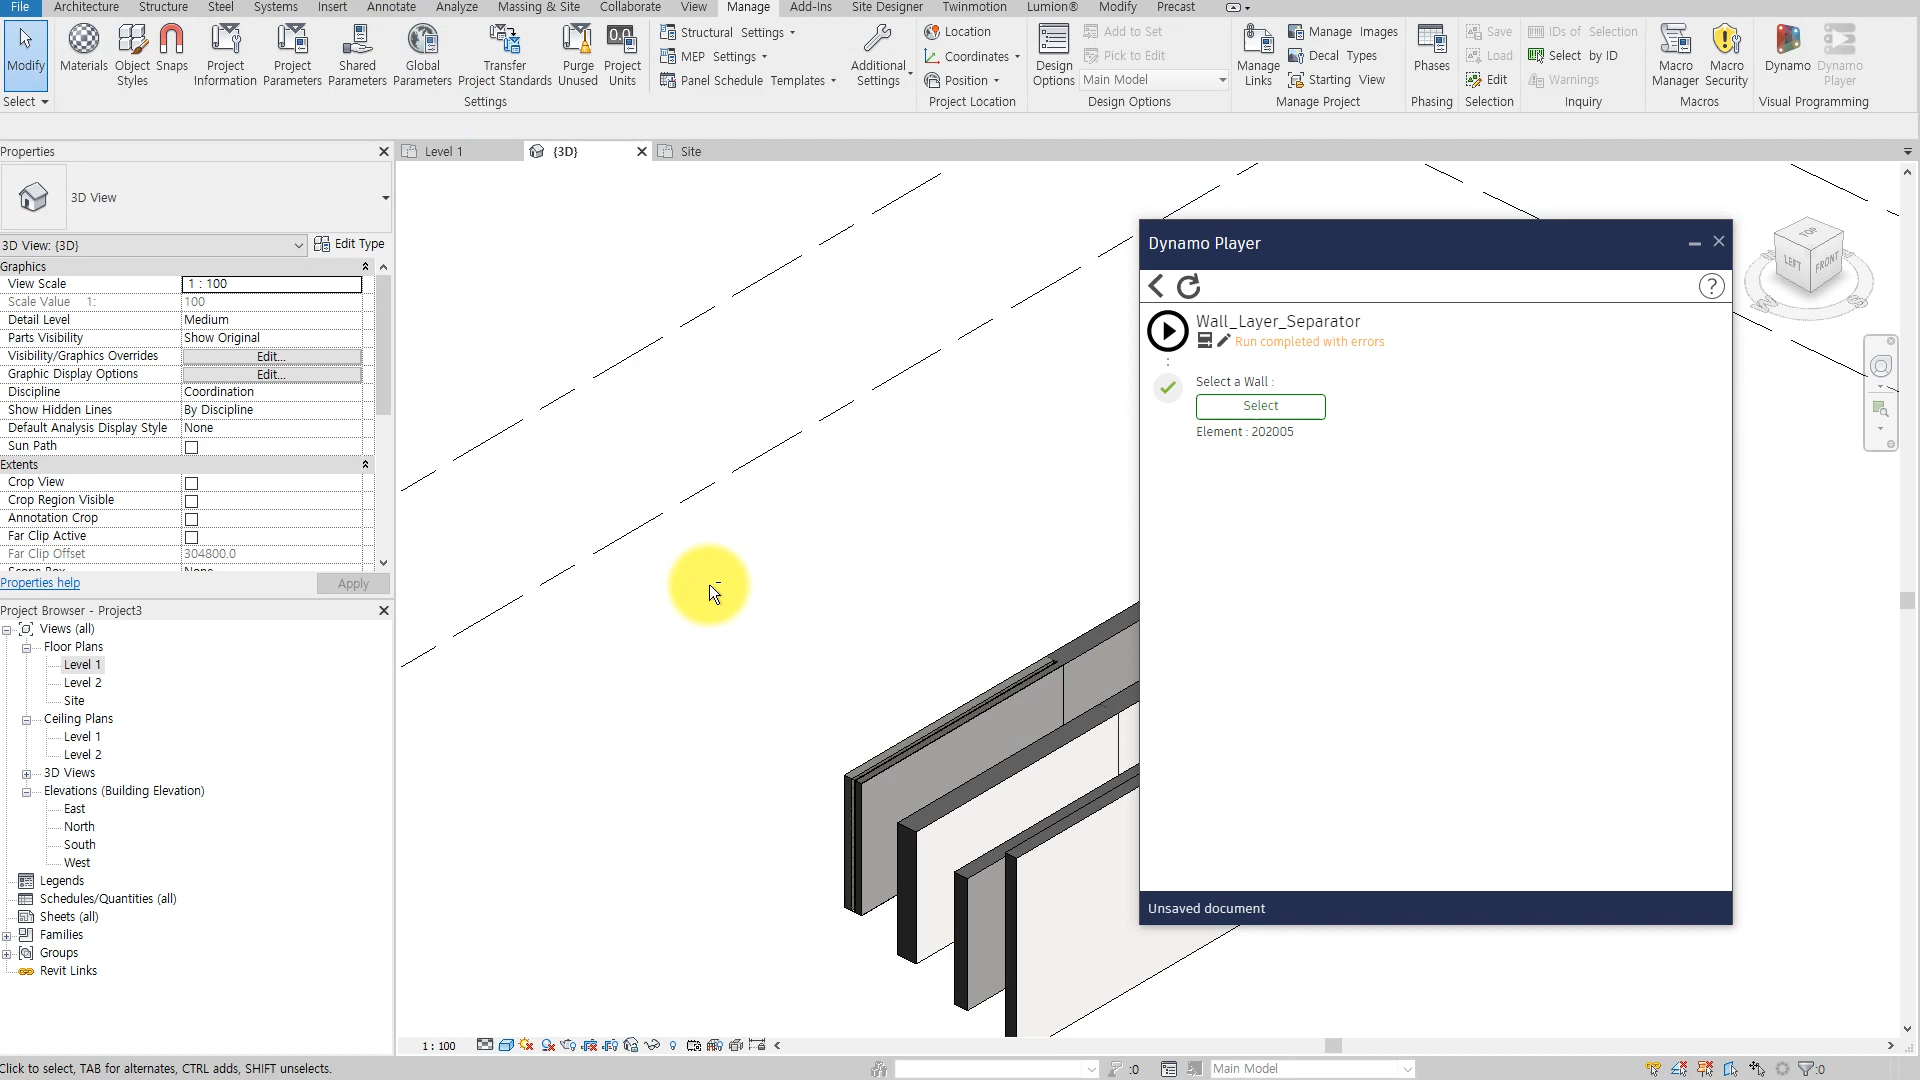 File Architecture Structure Steel Systems Insert Annotate Analyze Massing & Site Collaborate View Manage Add-Ins Site Designer Twinmotion Lumion® Modify Precast
Modify
Select
Materials
Object Styles
Snaps
Project Information
Project Parameters
Shared Parameters
Global Parameters
Transfer Project Standards
Purge Unused
Project Units
Structural Settings
MEP Settings
Panel Schedule Templates
Settings
Additional Settings
Location
Coordinates
Position
Project Location
Design Options
Add to Set
Pick to Edit
Main Model
Design Options
Manage Links
Manage Images
Decal Types
Starting View
Manage Project
Phases
Phasing
Save
Load
Edit
Selection
IDs of Selection
Select by ID
Warnings
Inquiry
Macro Manager
Macro Security
Macros
Dynamo
Dynamo Player
Visual Programming
Properties
Level 1
{3D}
Site
3D View
3D View: {3D}
Edit Type
Graphics
View Scale 1 : 100
Scale Value 1: 100
Detail Level Medium
Parts Visibility Show Original
Visibility/Graphics Overrides Edit...
Graphic Display Options Edit...
Discipline Coordination
Show Hidden Lines By Discipline
Default Analysis Display Style None
Sun Path
Extents
Crop View
Crop Region Visible
Annotation Crop
Far Clip Active
Far Clip Offset 304800.0
Scope Box None
Properties help
Apply
Project Browser - Project3
Views (all)
Floor Plans
Level 1
Level 2
Site
Ceiling Plans
Level 1
Level 2
3D Views
Elevations (Building Elevation)
East
North
South
West
Legends
Schedules/Quantities (all)
Sheets (all)
Families
Groups
Revit Links
TOP
LEFT
FRONT
Dynamo Player
Wall_Layer_Separator
Run completed with errors
Select a Wall :
Select
Element : 202005
Unsaved document
1 : 100
Click to select, TAB for alternates, CTRL adds, SHIFT unselects.
:0
Main Model
:0